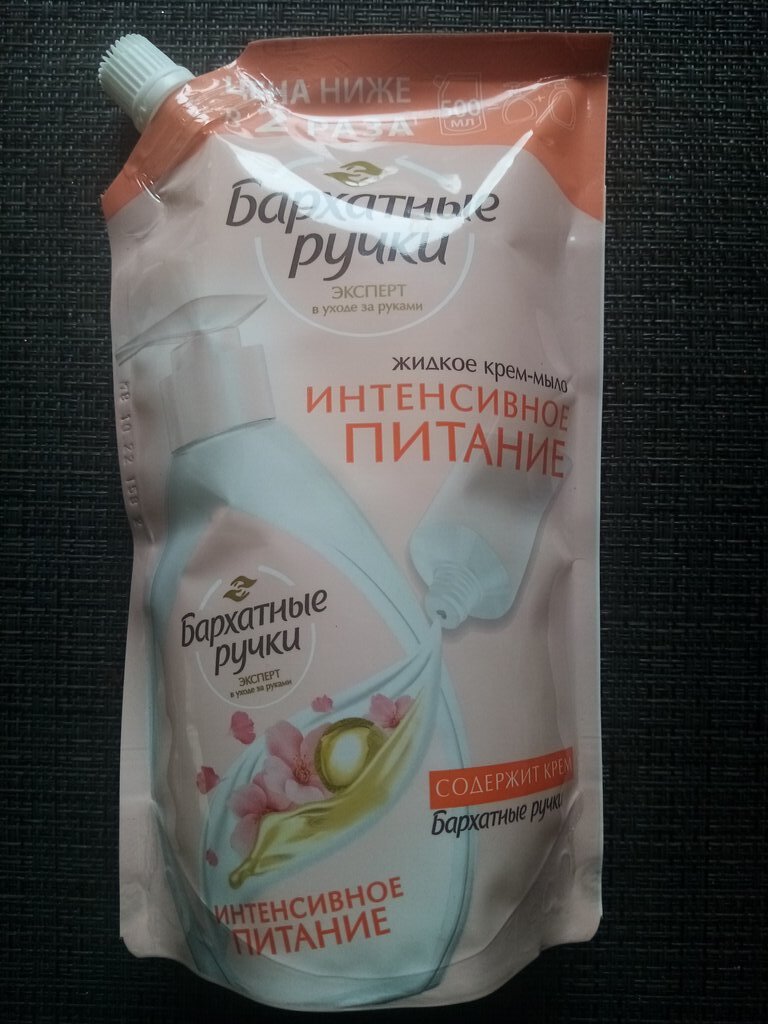 ЦЕНА НИЖЕ
В 2 РАЗА
500
МЛ
Бархатные
ручки
ЭКСПЕРТ
в уходе за руками
жидкое крем-мыло
ИНТЕНСИВНОЕ
ПИТАНИЕ
Бархатные
ручки
ЭКСПЕРТ
в уходе за руками
СОДЕРЖИТ КРЕМ
Бархатные ручки
ИНТЕНСИВНОЕ
ПИТАНИЕ